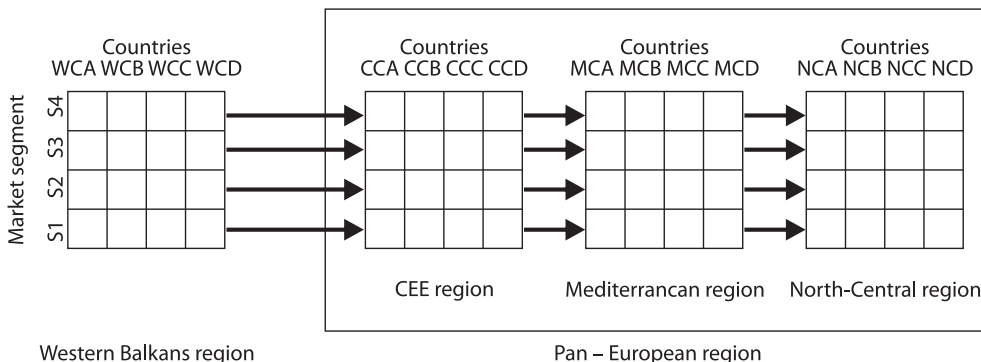 Countries
WCA WCB WCC WCD
Countries
CCA CCB CCC CCD
Countries
MCA MCB MCC MCD
Countries
NCA NCB NCC NCD
Market segment
S4
S3
S2
S1
CEE region
Mediterrancan region
North-Central region
Western Balkans region
Pan – European region